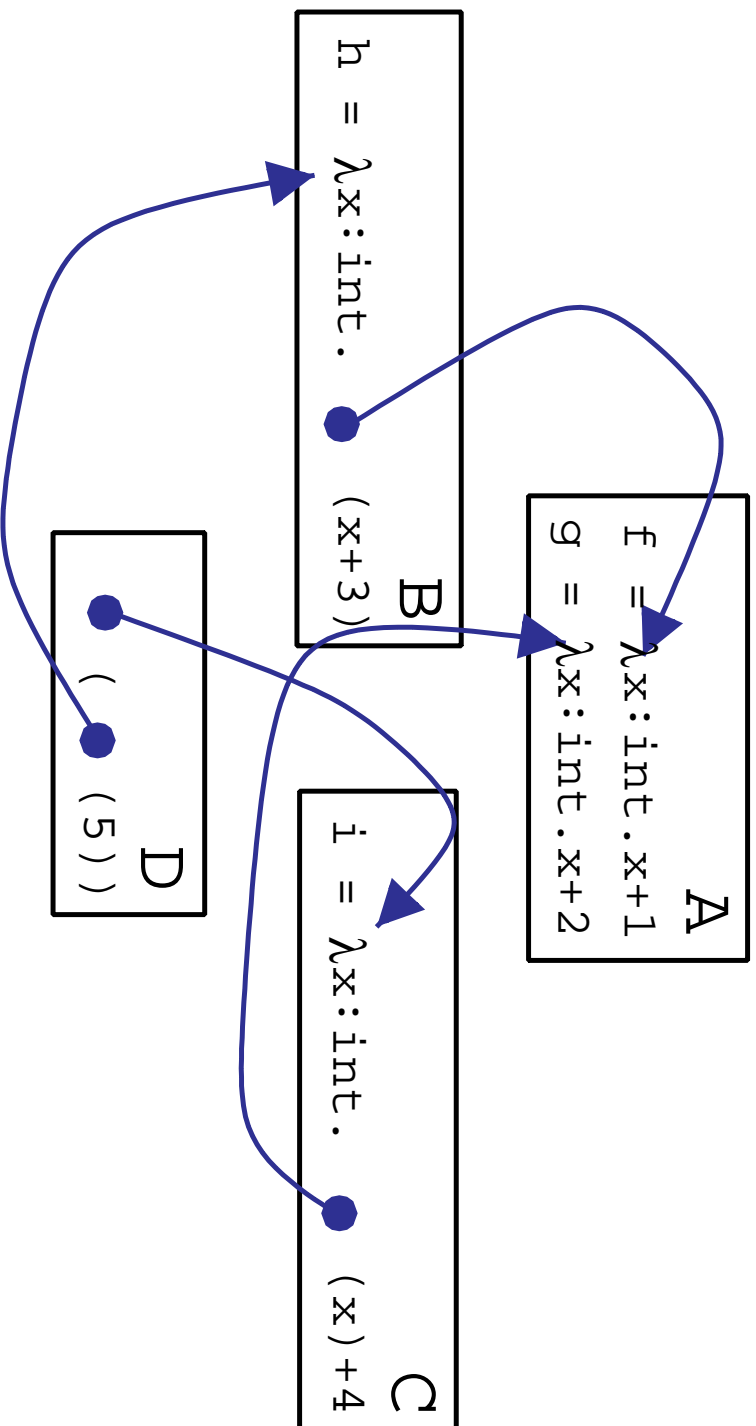 A
f = λx:int.x+1
g = λx:int.x+2
B
h = λx:int. (x+3)
C
i = λx:int. (x)+4
D
( (5))